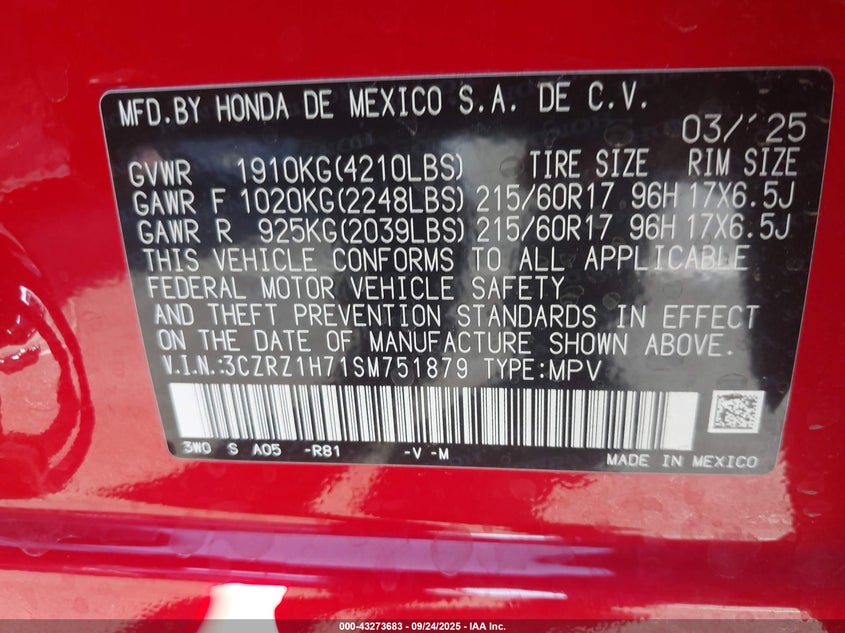 MFD.BY HONDA DE MEXICO S.A. DE C.V.
03/'25
GVWR 1910KG(4210LBS) TIRE SIZE RIM SIZE
GAWR F 1020KG(2248LBS) 215/60R17 96H 17X6.5J
GAWR R 925KG(2039LBS) 215/60R17 96H 17X6.5J
THIS VEHICLE CONFORMS TO ALL APPLICABLE
FEDERAL MOTOR VEHICLE SAFETY
AND THEFT PREVENTION STANDARDS IN EFFECT
ON THE DATE OF MANUFACTURE SHOWN ABOVE.
V.I.N.:3CZRZ1H71SM751879 TYPE:MPV
3W0 S A05 -R81 -V -M
MADE IN MEXICO
000-43273683 - 09/24/2025 - IAA Inc.